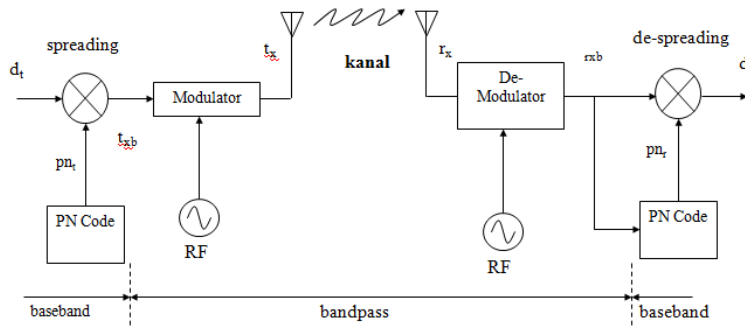 spreading
de-spreading
d_t
t_x
kanal
r_x
rxb
d
Modulator
De-
Modulator
t_xb
pn_t
pn_r
PN Code
RF
RF
PN Code
baseband
bandpass
baseband